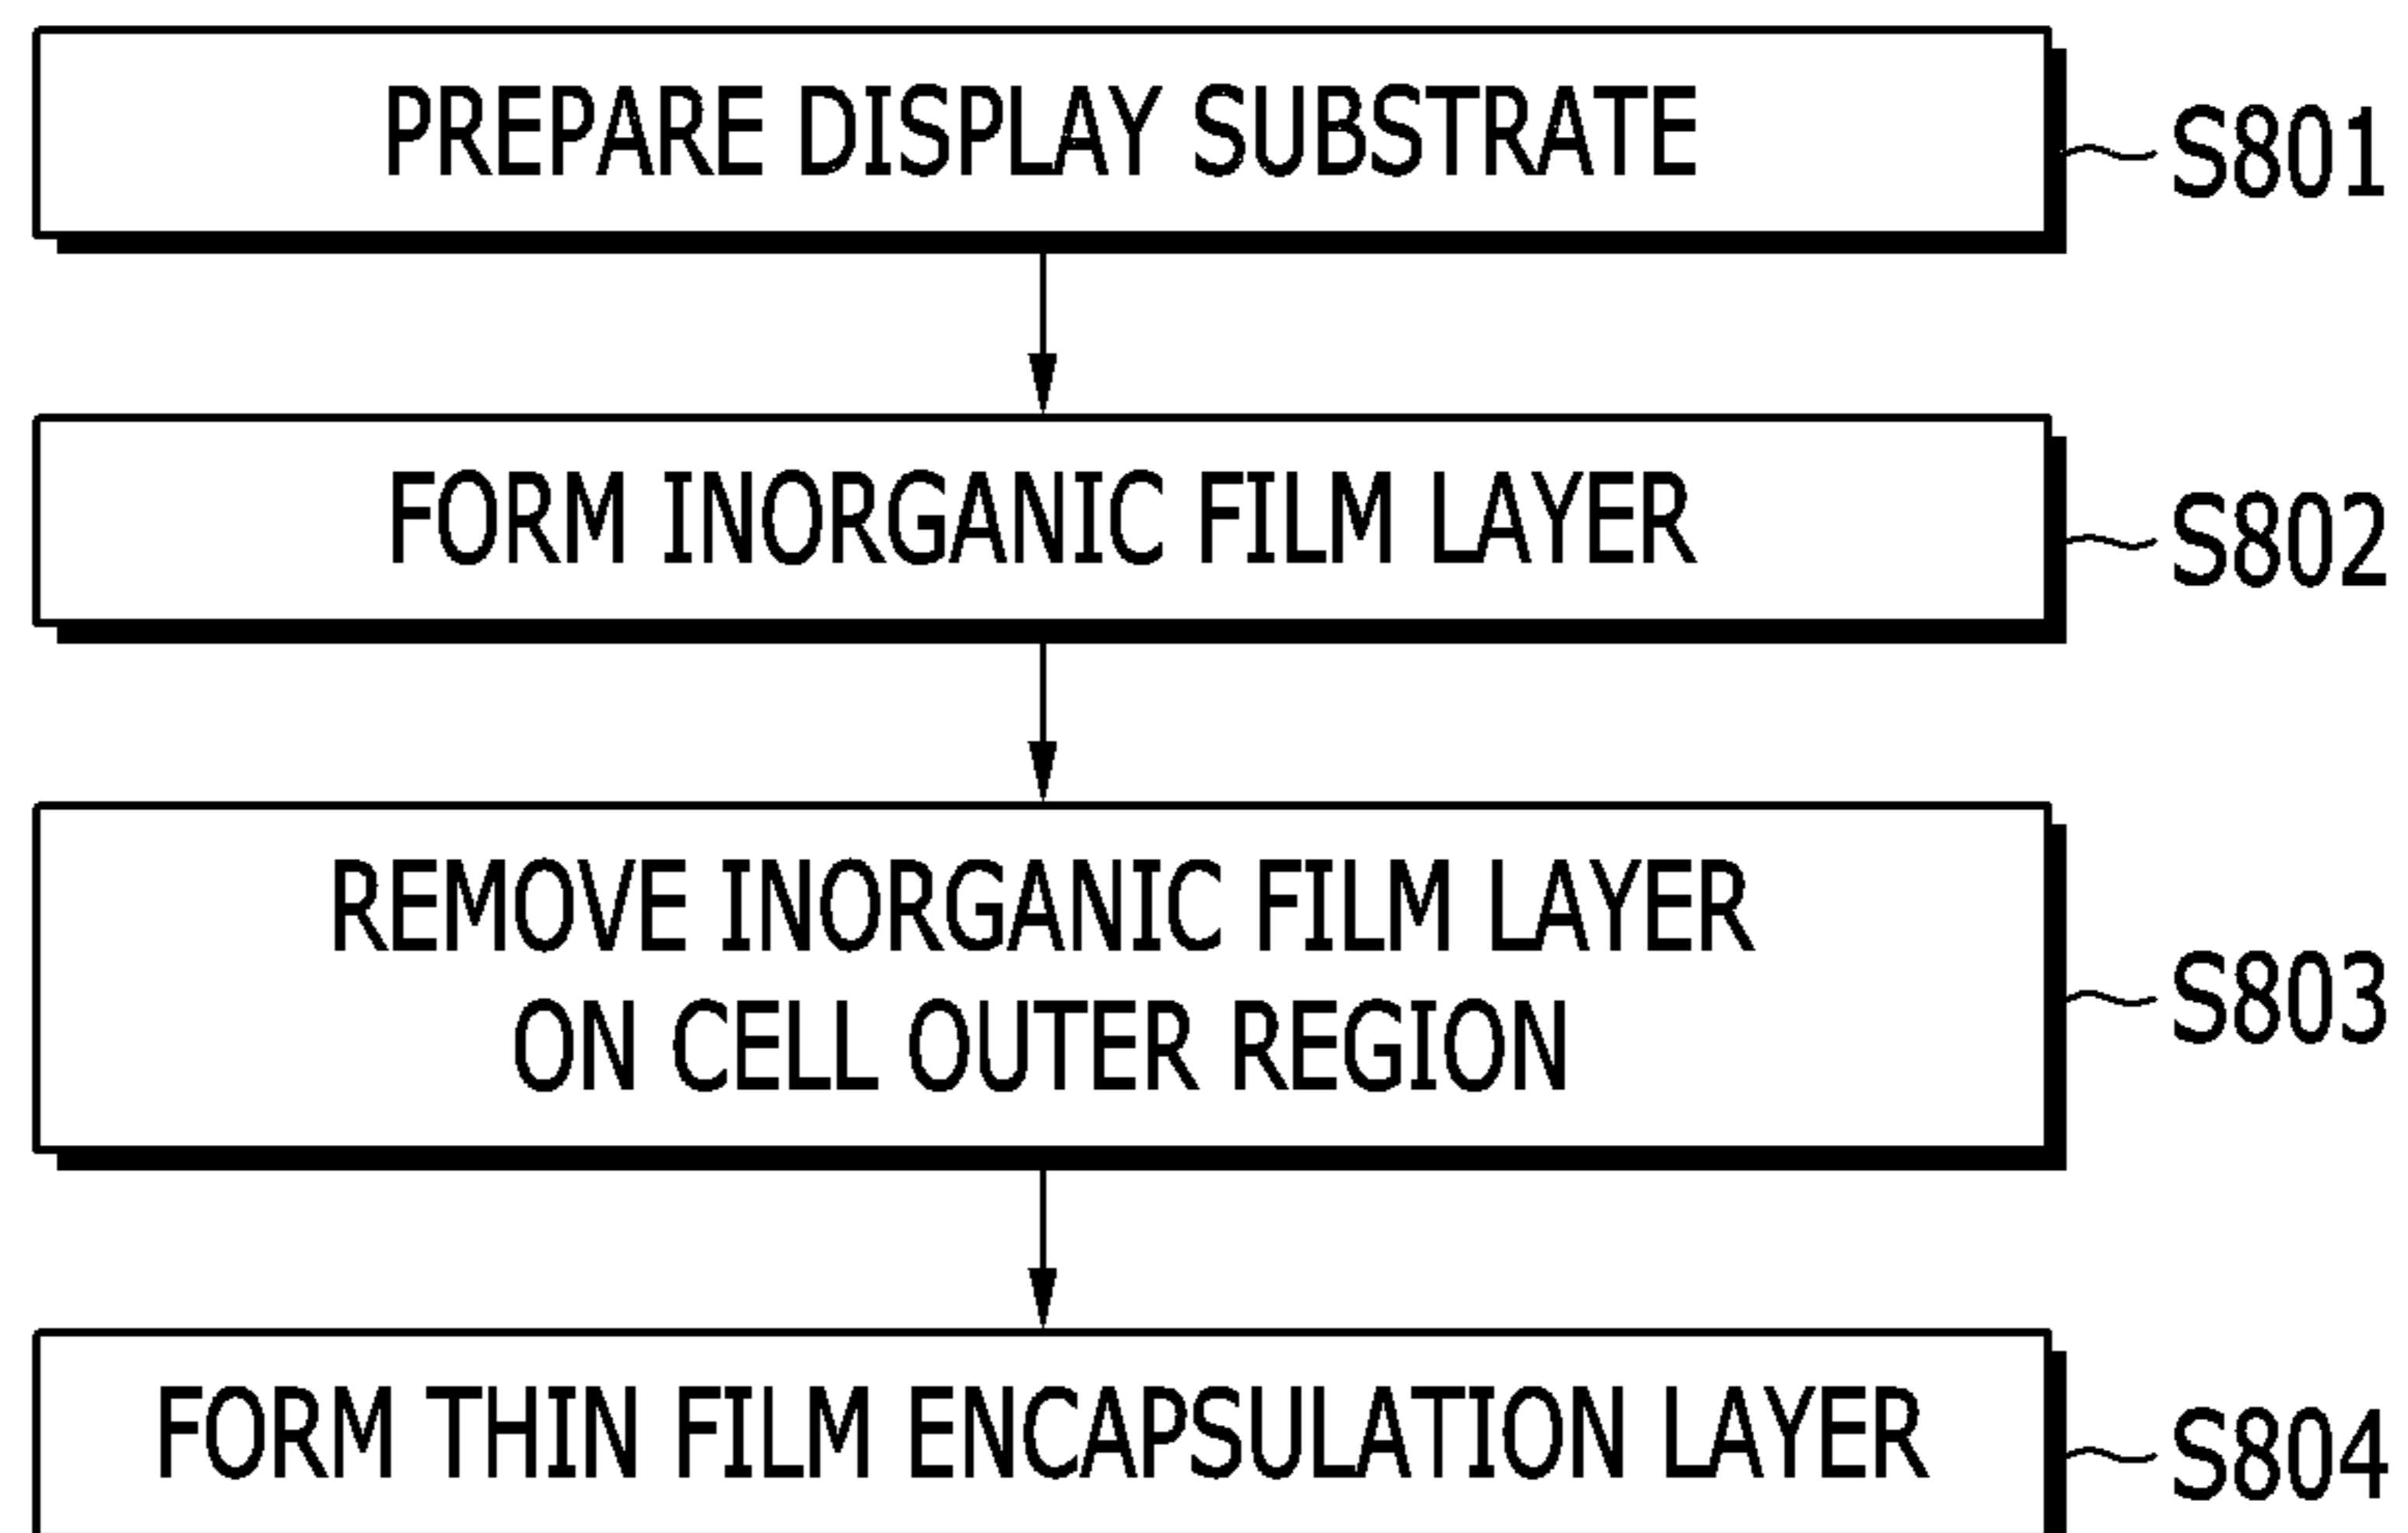 PREPARE DISPLAY SUBSTRATE
S801
FORM INORGANIC FILM LAYER
S802
REMOVE INORGANIC FILM LAYER
ON CELL OUTER REGION
S803
FORM THIN FILM ENCAPSULATION LAYER
S804